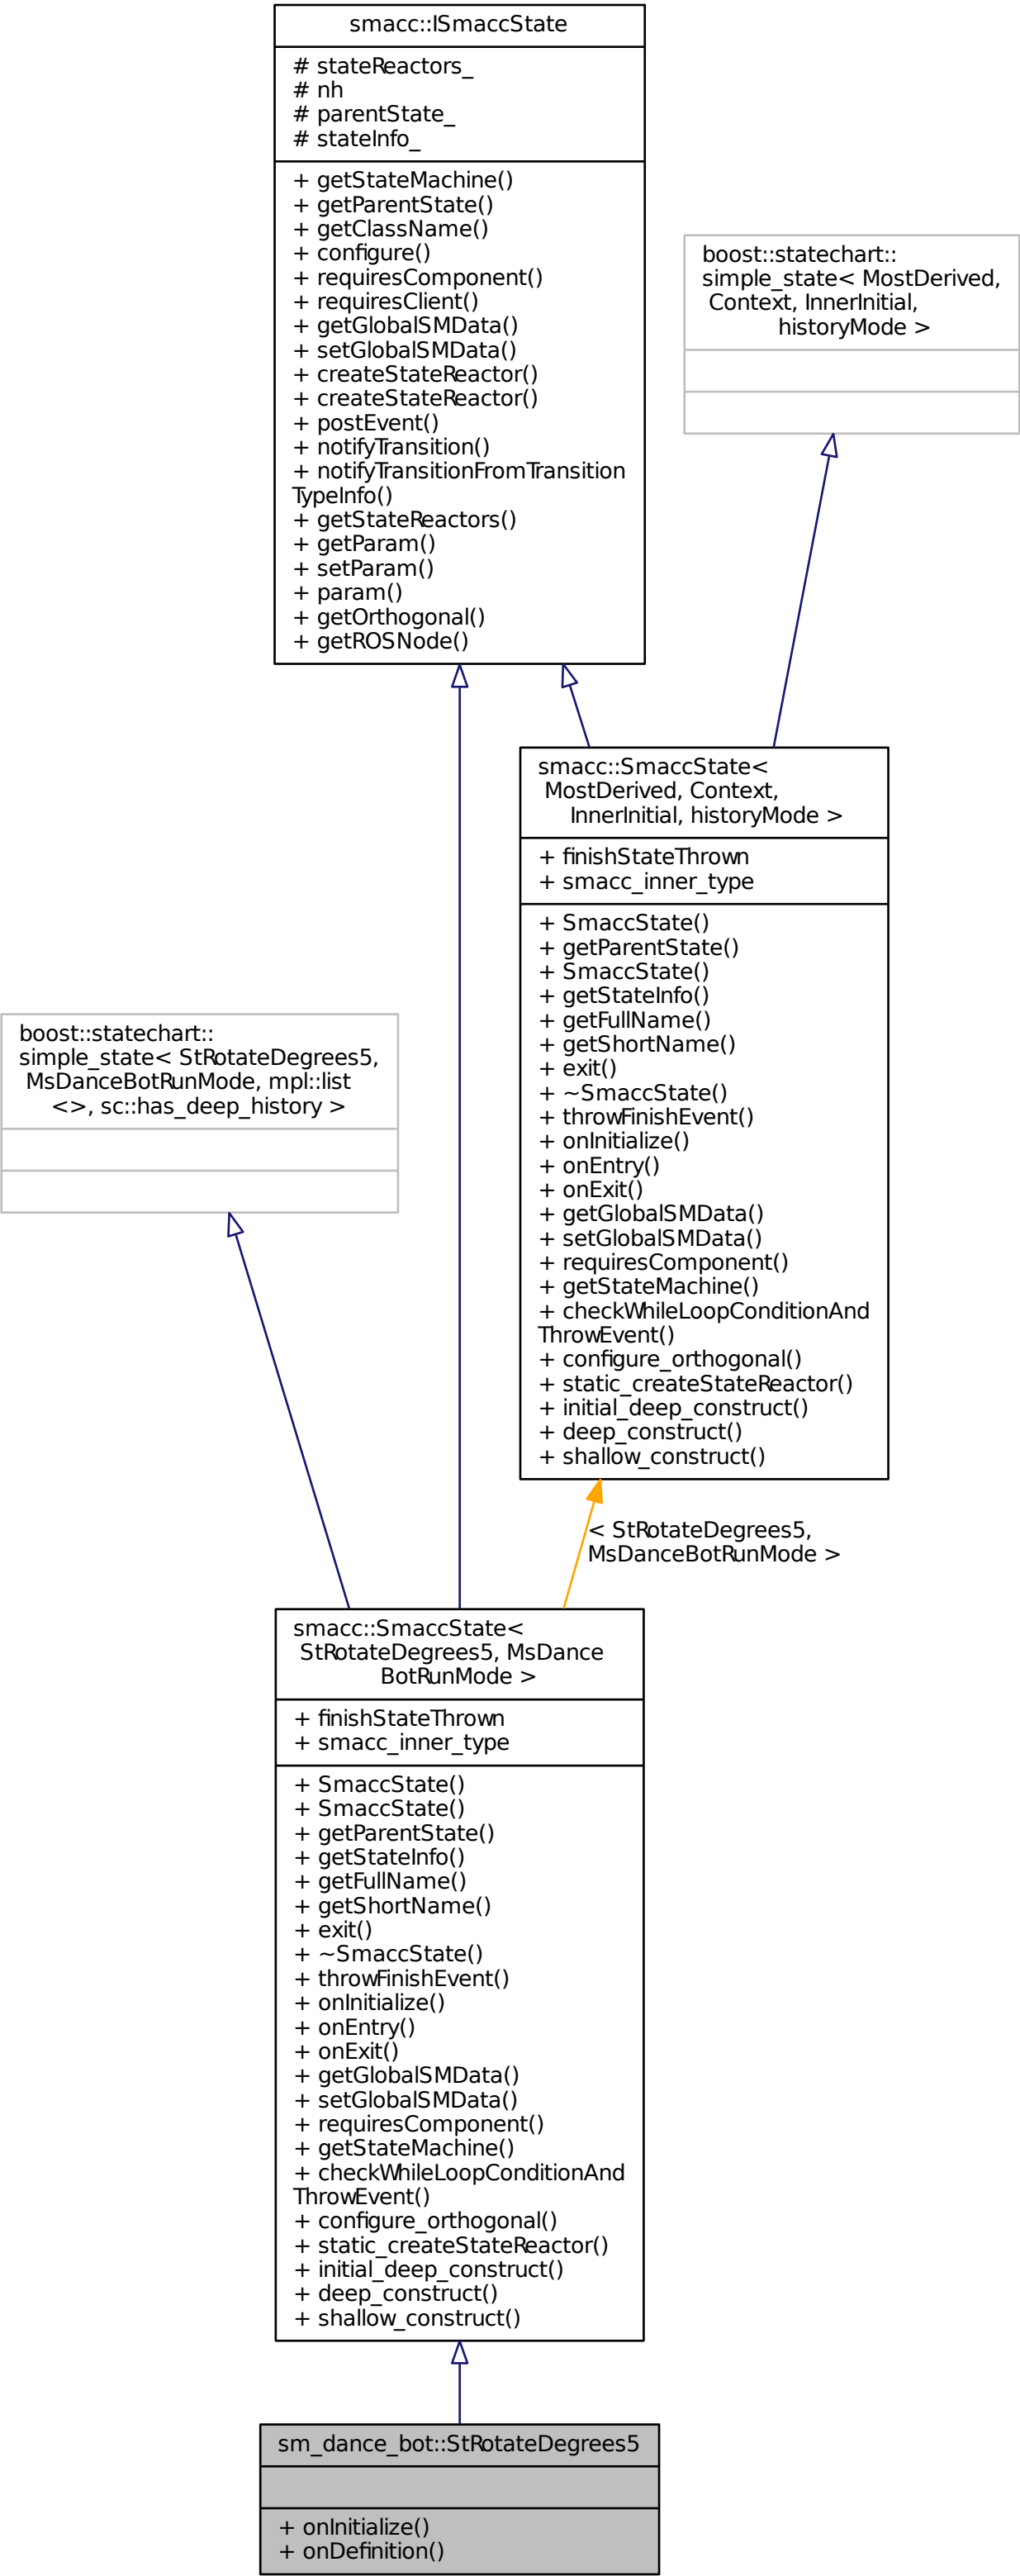 smacc::ISmaccState
# stateReactors_
# nh
# parentState_
# stateInfo_
+ getStateMachine()
+ getParentState()
+ getClassName()
+ configure()
+ requiresComponent()
+ requiresClient()
+ getGlobalSMData()
+ setGlobalSMData()
+ createStateReactor()
+ createStateReactor()
+ postEvent()
+ notifyTransition()
+ notifyTransitionFromTransition
TypeInfo()
+ getStateReactors()
+ getParam()
+ setParam()
+ param()
+ getOrthogonal()
+ getROSNode()
boost::statechart::
simple_state< MostDerived,
Context, InnerInitial,
historyMode >
smacc::SmaccState<
MostDerived, Context,
InnerInitial, historyMode >
+ finishStateThrown
+ smacc_inner_type
+ SmaccState()
+ getParentState()
+ SmaccState()
+ getStateInfo()
+ getFullName()
+ getShortName()
+ exit()
+ ~SmaccState()
+ throwFinishEvent()
+ onInitialize()
+ onEntry()
+ onExit()
+ getGlobalSMData()
+ setGlobalSMData()
+ requiresComponent()
+ getStateMachine()
+ checkWhileLoopConditionAnd
ThrowEvent()
+ configure_orthogonal()
+ static_createStateReactor()
+ initial_deep_construct()
+ deep_construct()
+ shallow_construct()
boost::statechart::
simple_state< StRotateDegrees5,
MsDanceBotRunMode, mpl::list
<>, sc::has_deep_history >
< StRotateDegrees5,
MsDanceBotRunMode >
smacc::SmaccState<
StRotateDegrees5, MsDance
BotRunMode >
+ finishStateThrown
+ smacc_inner_type
+ SmaccState()
+ SmaccState()
+ getParentState()
+ getStateInfo()
+ getFullName()
+ getShortName()
+ exit()
+ ~SmaccState()
+ throwFinishEvent()
+ onInitialize()
+ onEntry()
+ onExit()
+ getGlobalSMData()
+ setGlobalSMData()
+ requiresComponent()
+ getStateMachine()
+ checkWhileLoopConditionAnd
ThrowEvent()
+ configure_orthogonal()
+ static_createStateReactor()
+ initial_deep_construct()
+ deep_construct()
+ shallow_construct()
sm_dance_bot::StRotateDegrees5
+ onInitialize()
+ onDefinition()